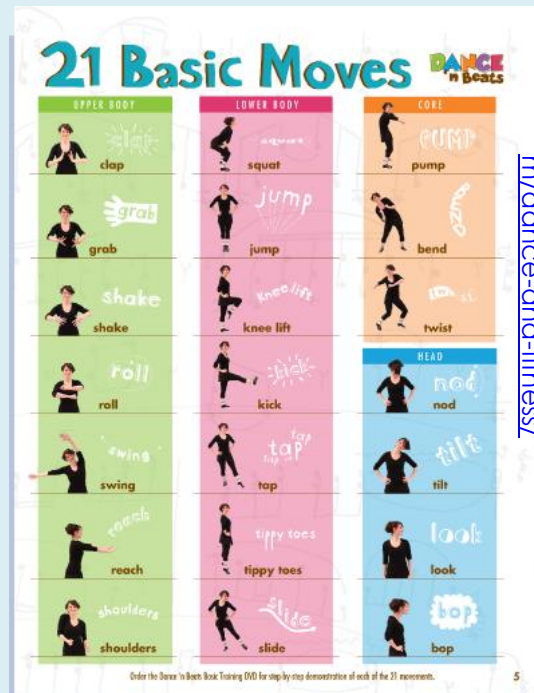 21 Basic Moves
DANCE
'n Beats
UPPER BODY
clap
clap
grab
grab
shake
shake
roll
roll
swing
swing
reach
reach
shoulders
shoulders
LOWER BODY
squat
squat
jump
jump
knee lift
knee lift
kick
kick
tap tap tap
tap
tippy toes
tippy toes
slide
slide
CORE
PUMP
pump
bend
twist
twist
HEAD
nod
nod
tilt
tilt
look
look
bop
bop
Order the Dance 'n Beats Basic Training DVD for step-by-step demonstration of each of the 21 movements.
5
m/dance-and-fitness/